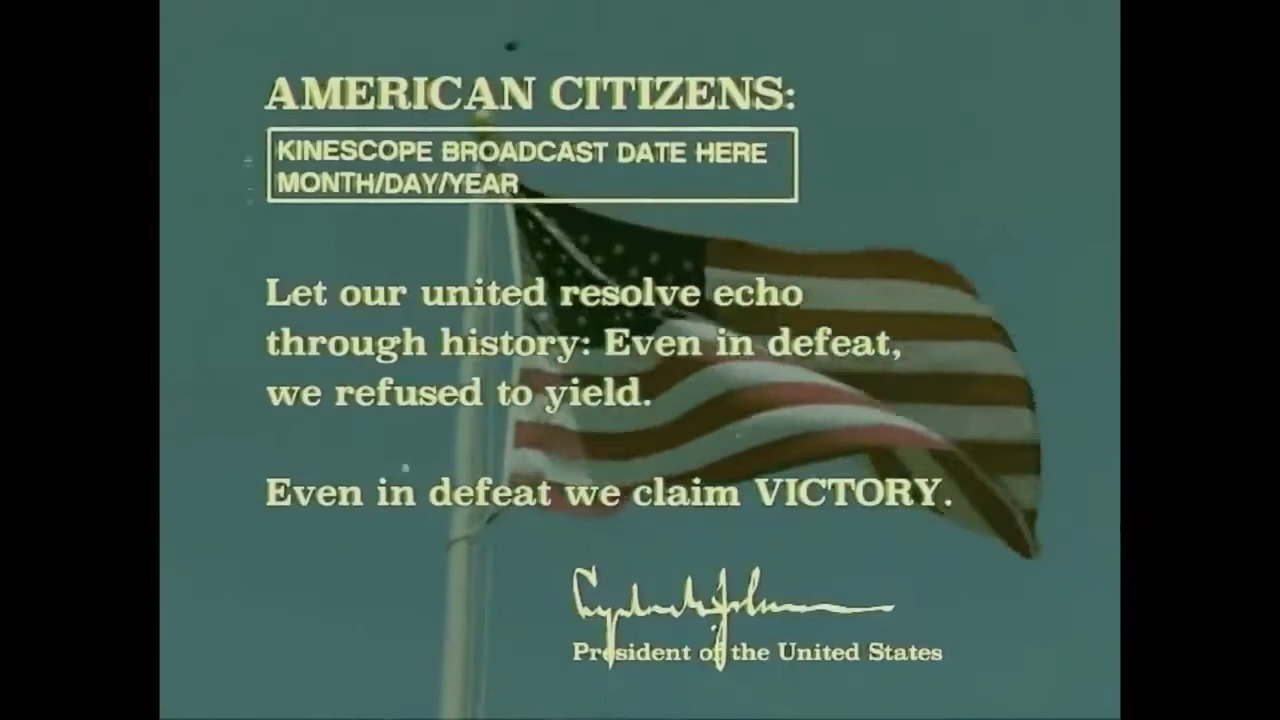 AMERICAN CITIZENS:
KINESCOPE BROADCAST DATE HERE
MONTH/DAY/YEAR
Let our united resolve echo
through history: Even in defeat,
we refused to yield.
Even in defeat we claim VICTORY.
President of the United States